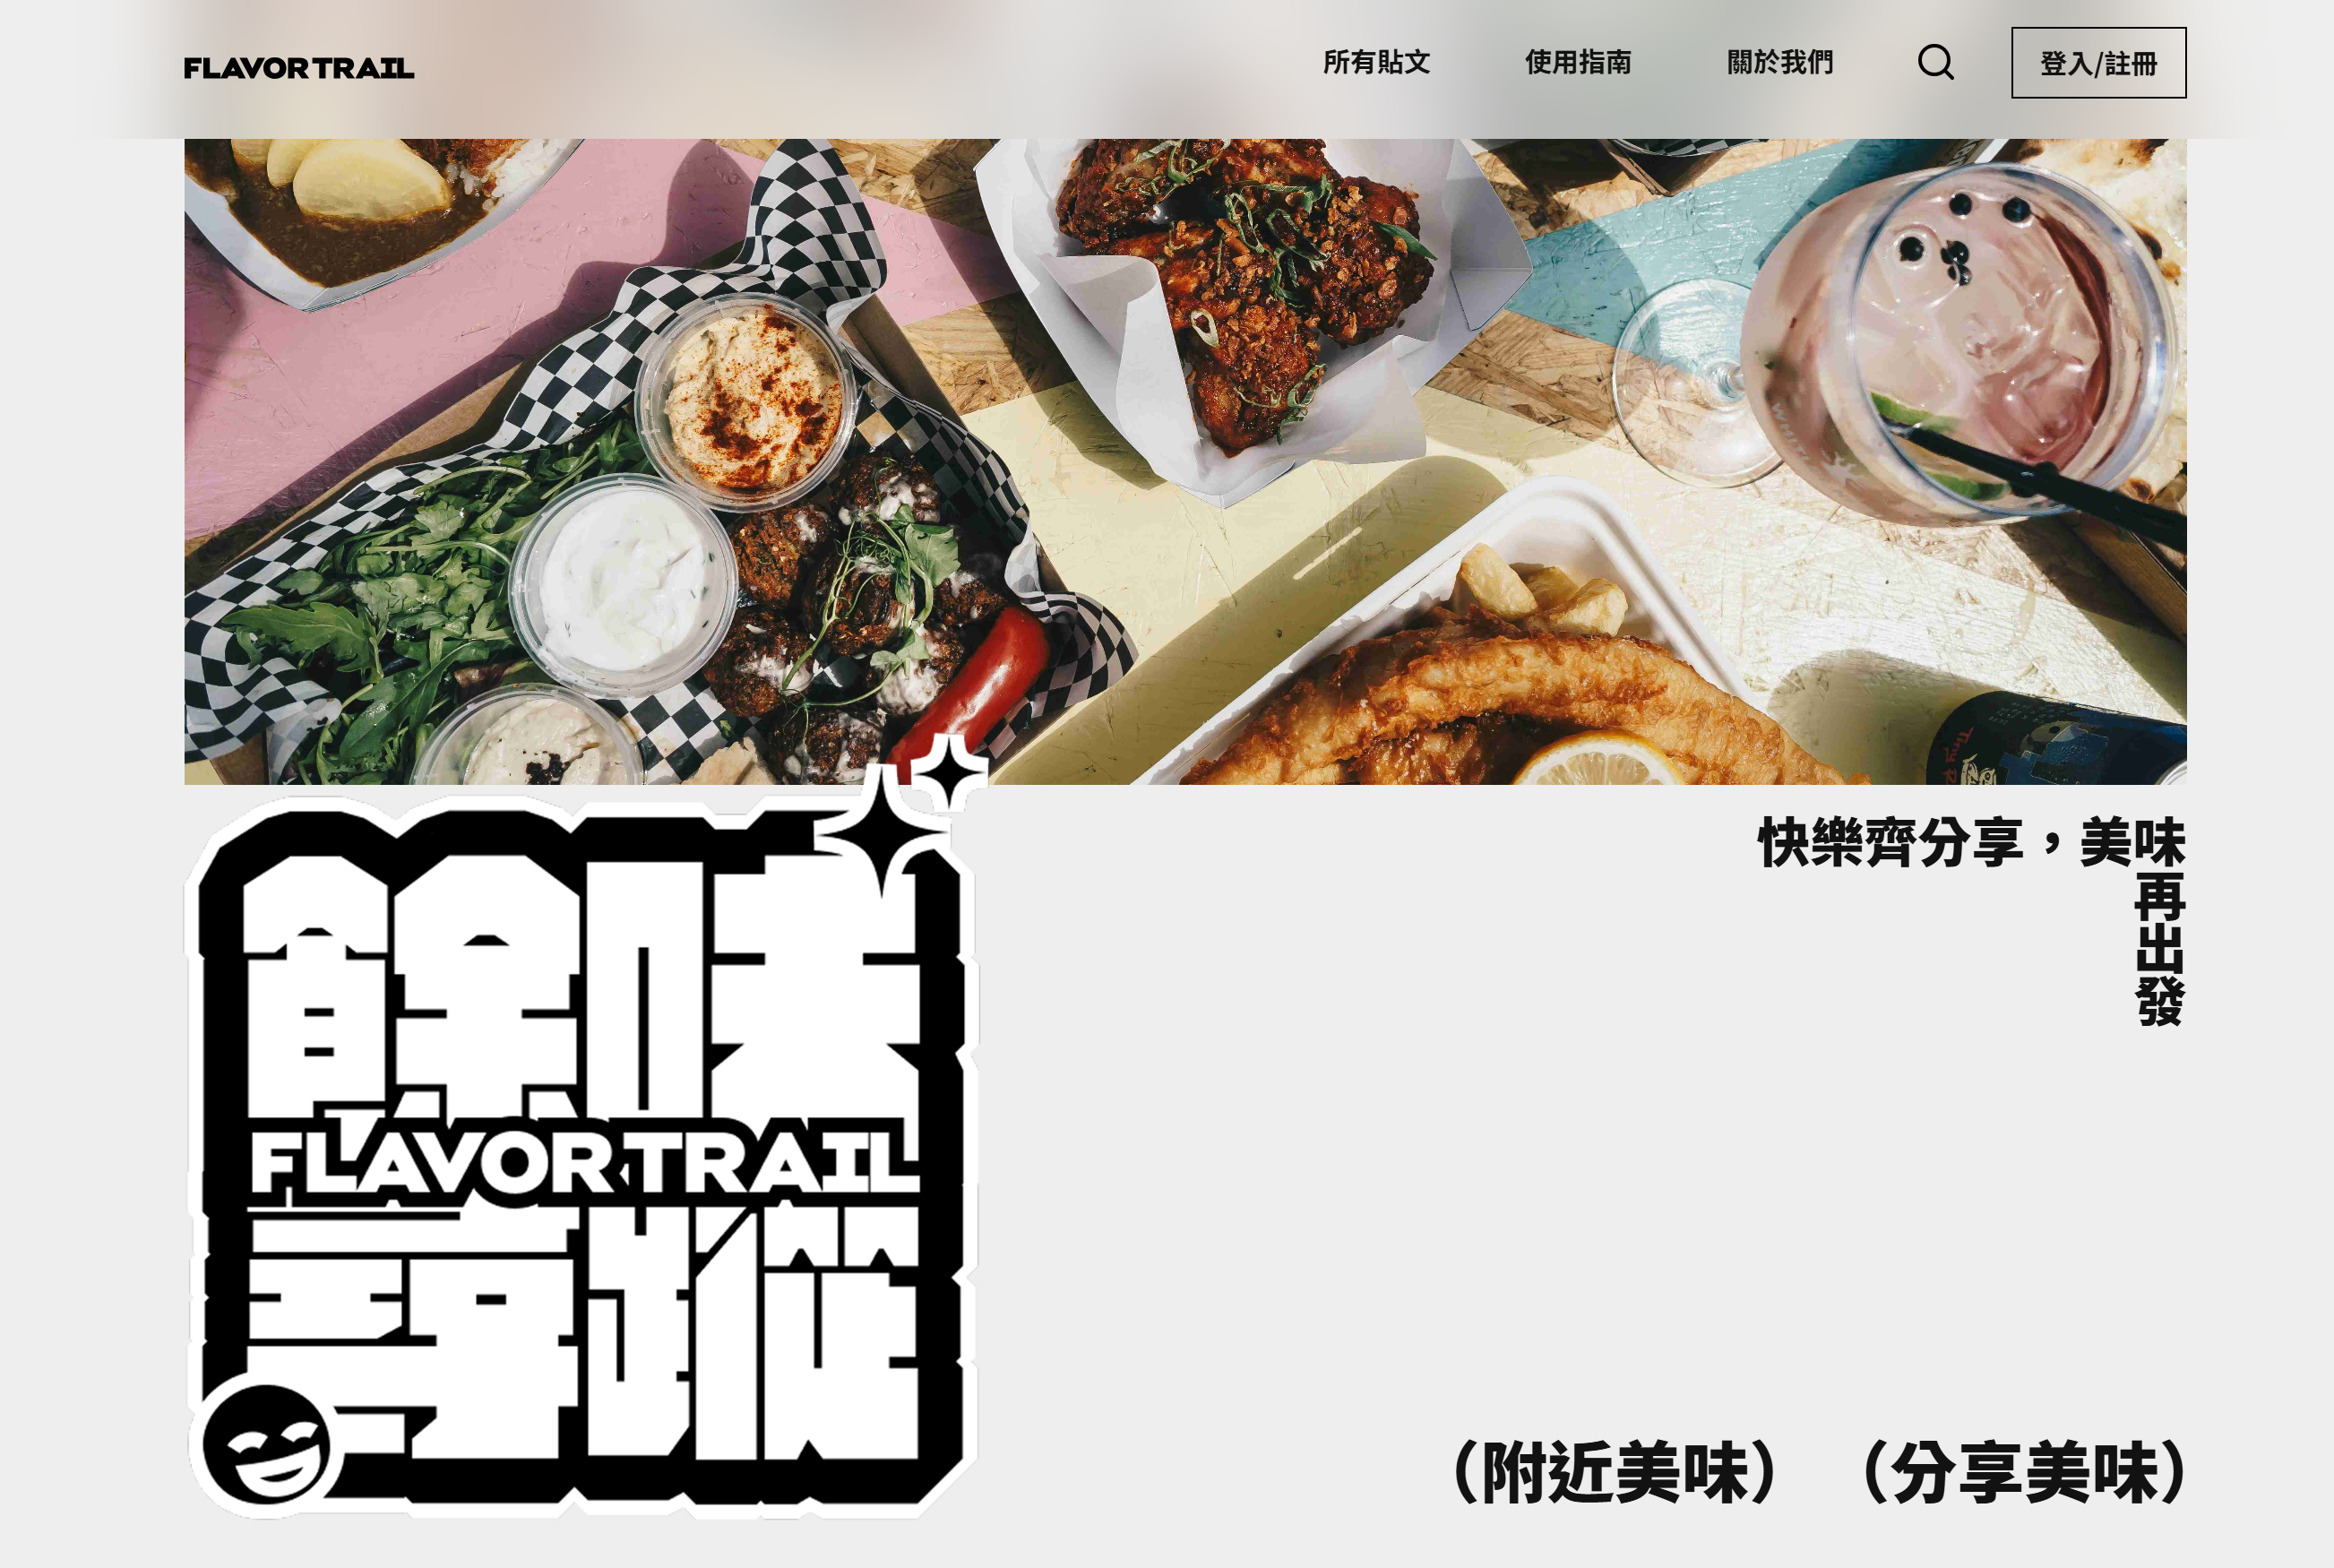 FLAVOR TRAIL
所有貼文
使用指南
關於我們
登入/註冊
餘味
FLAVOR TRAIL
尋蹤
快樂齊分享，美味
再出發
（附近美味）
（分享美味）